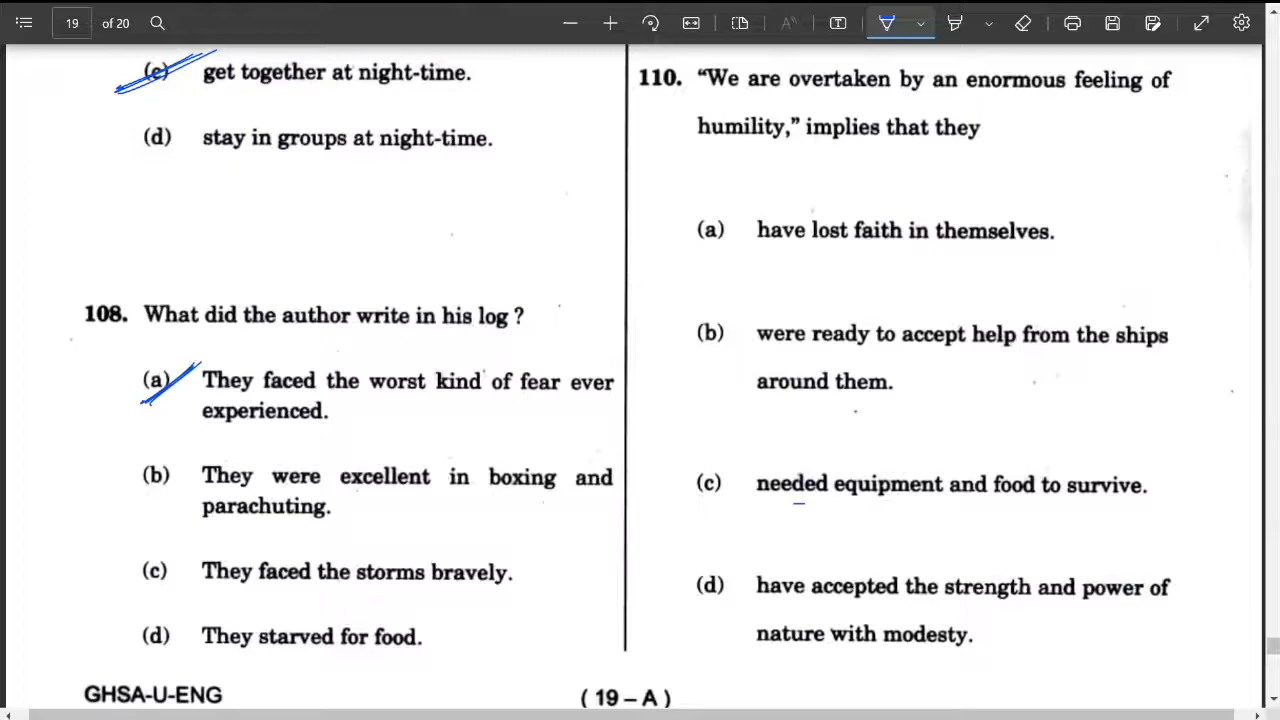 19 of 20
(c) get together at night-time.
(d) stay in groups at night-time.
108. What did the author write in his log ?
(a) They faced the worst kind of fear ever
experienced.
(b) They were excellent in boxing and
parachuting.
(c) They faced the storms bravely.
(d) They starved for food.
110. "We are overtaken by an enormous feeling of
humility," implies that they
(a) have lost faith in themselves.
(b) were ready to accept help from the ships
around them.
(c) needed equipment and food to survive.
(d) have accepted the strength and power of
nature with modesty.
GHSA-U-ENG
( 19 – A )